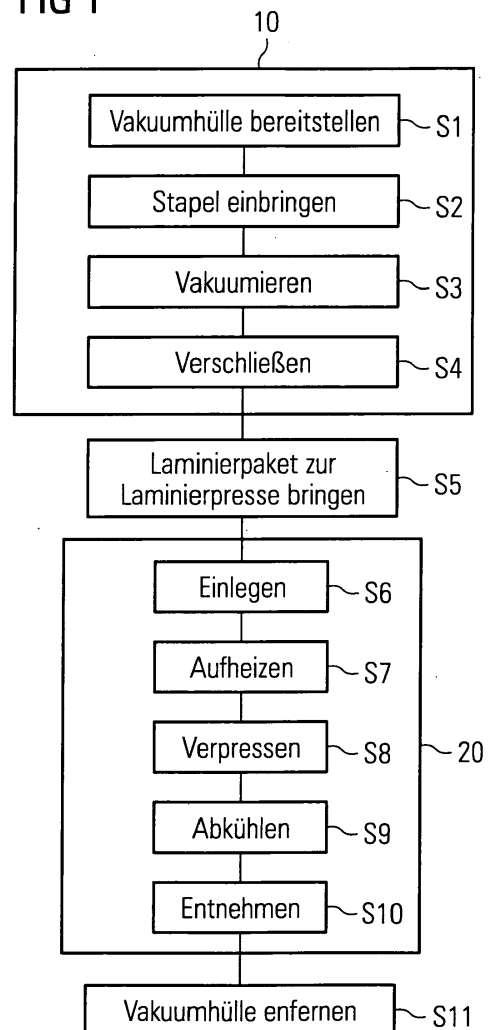 FIG 1
10
Vakuumhülle bereitstellen S1
Stapel einbringen S2
Vakuumieren S3
Verschließen S4
Laminierpaket zur
Laminierpresse bringen S5
Einlegen S6
Aufheizen S7
Verpressen S8
20
Abkühlen S9
Entnehmen S10
Vakuumhülle enfernen S11